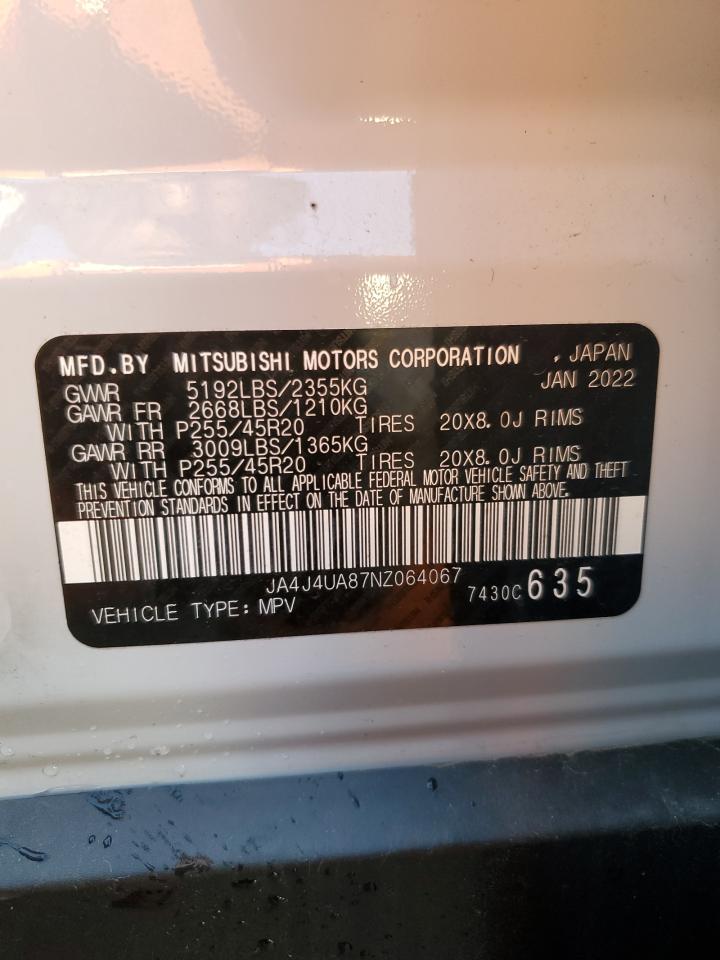 MFD.BY MITSUBISHI MOTORS CORPORATION , JAPAN
GVWR 5192LBS/2355KG JAN 2022
GAWR FR 2668LBS/1210KG
WITH P255/45R20 TIRES 20X8.0J RIMS
GAWR RR 3009LBS/1365KG
WITH P255/45R20 TIRES 20X8.0J RIMS
THIS VEHICLE CONFORMS TO ALL APPLICABLE FEDERAL MOTOR VEHICLE SAFETY AND THEFT
PREVENTION STANDARDS IN EFFECT ON THE DATE OF MANUFACTURE SHOWN ABOVE.
JA4J4UA87NZ064067
VEHICLE TYPE: MPV 7430C 635